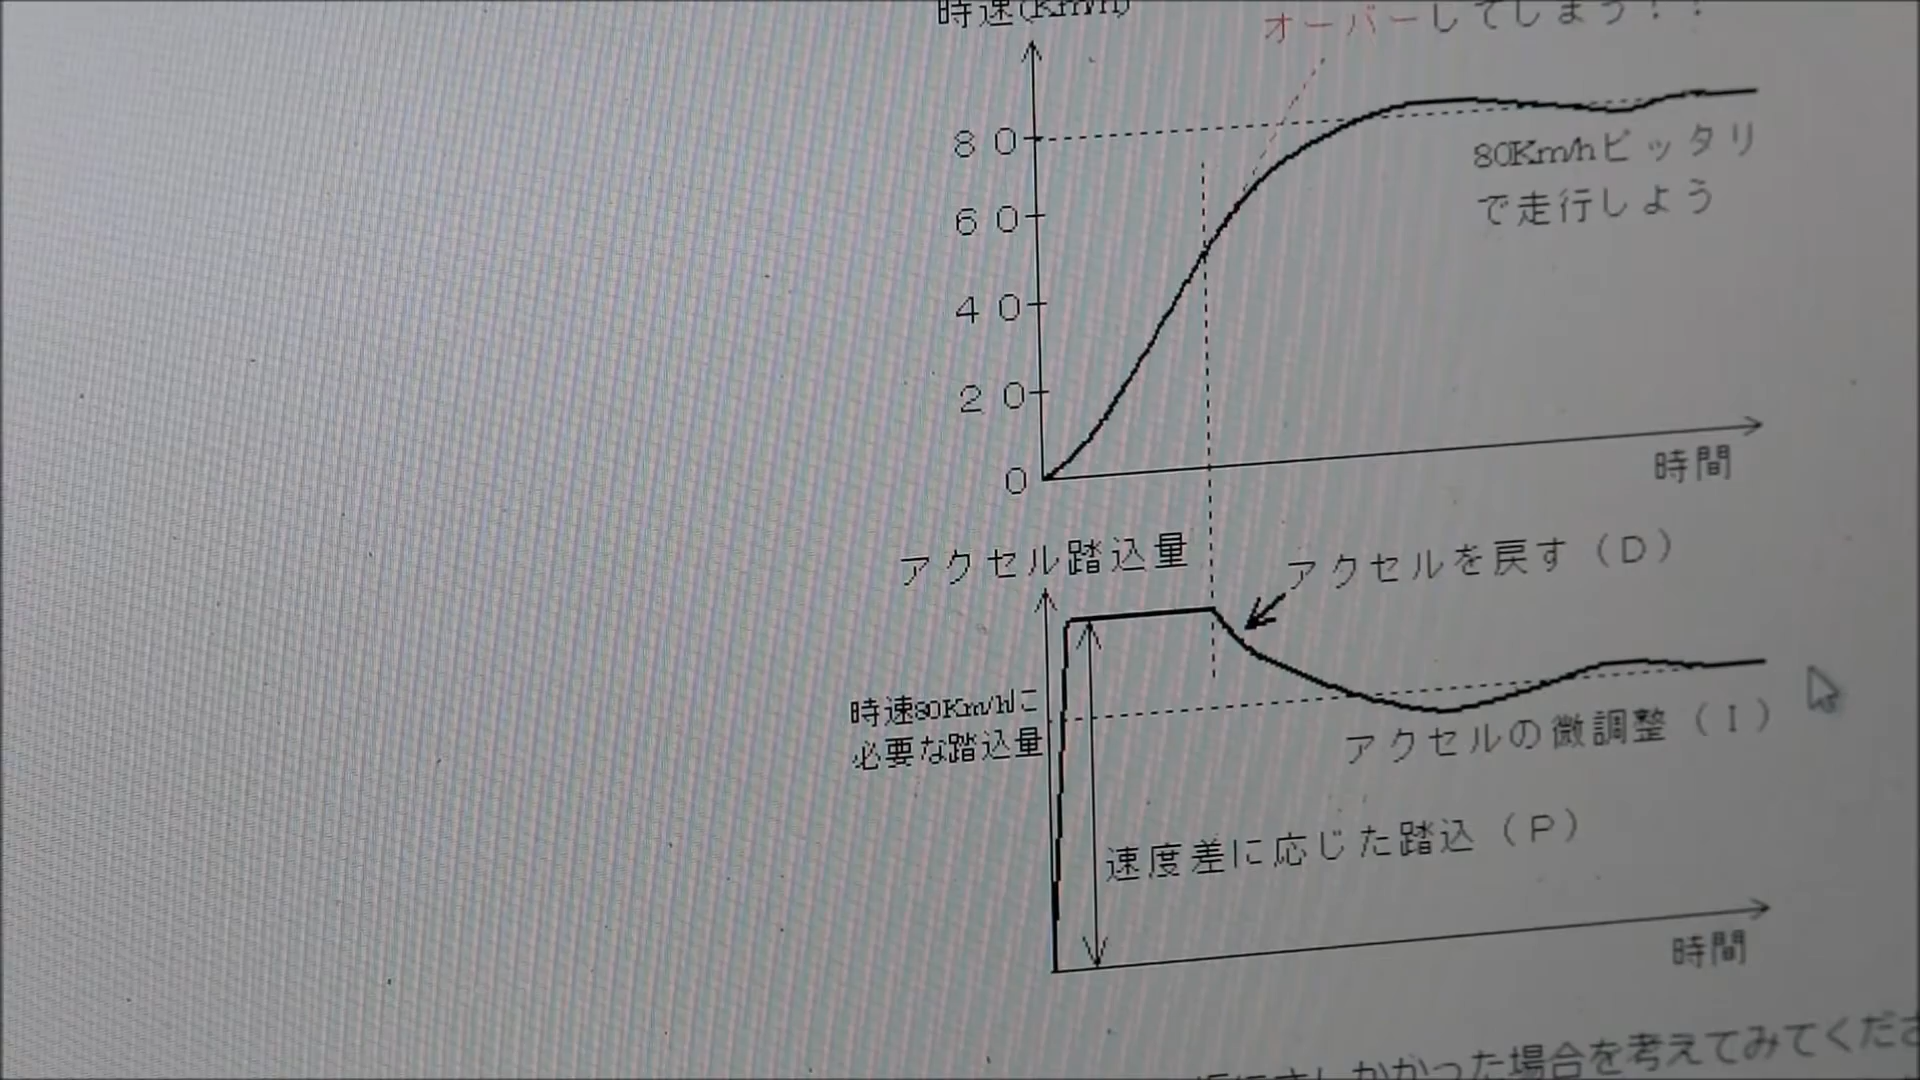 時速(Km/h)
オーバーしてしまう！！
80
60
40
20
0
80Km/hピッタリ
で走行しよう
時間
アクセル踏込量
アクセルを戻す（D）
時速80Km/hに
必要な踏込量
アクセルの微調整（I）
速度差に応じた踏込（P）
時間
かかった場合を考えてみてくださ